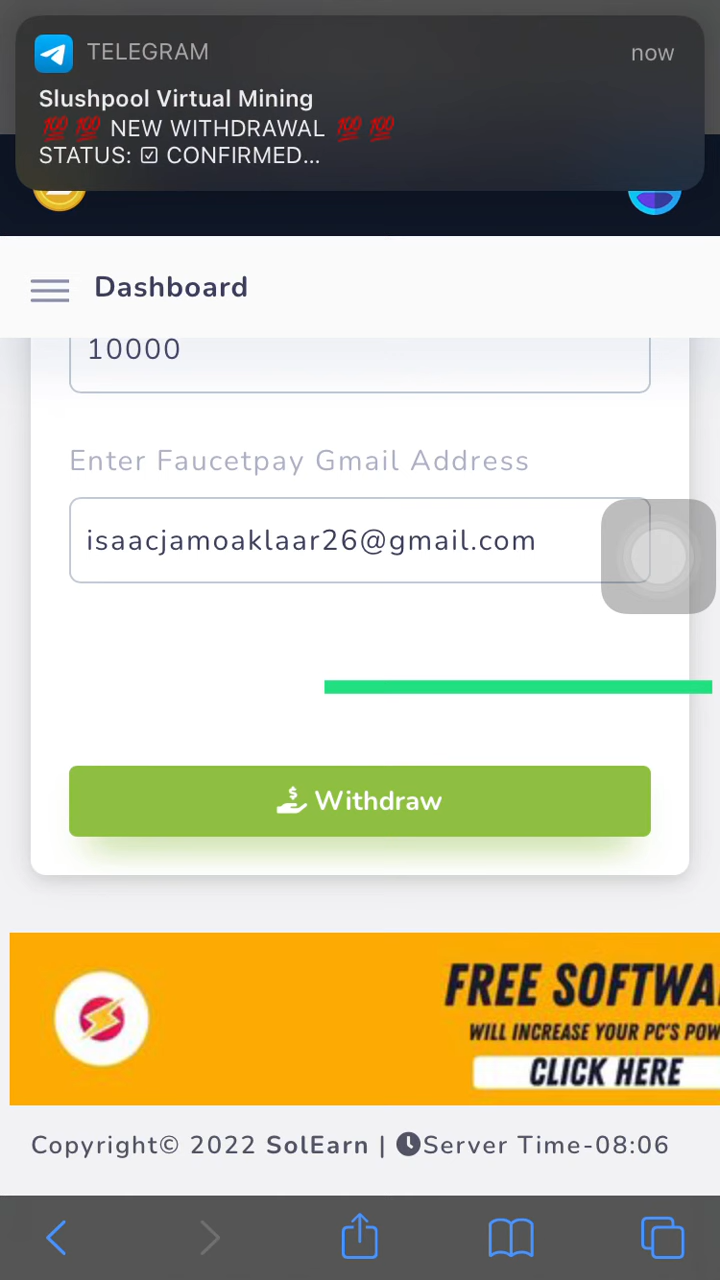 TELEGRAM now
Slushpool Virtual Mining
💯 💯 NEW WITHDRAWAL 💯 💯
STATUS: ☑ CONFIRMED...
Dashboard
10000
Enter Faucetpay Gmail Address
isaacjamoaklaar26@gmail.com
Withdraw
FREE SOFTWA
WILL INCREASE YOUR PC'S POW
CLICK HERE
Copyright© 2022 SolEarn | Server Time-08:06